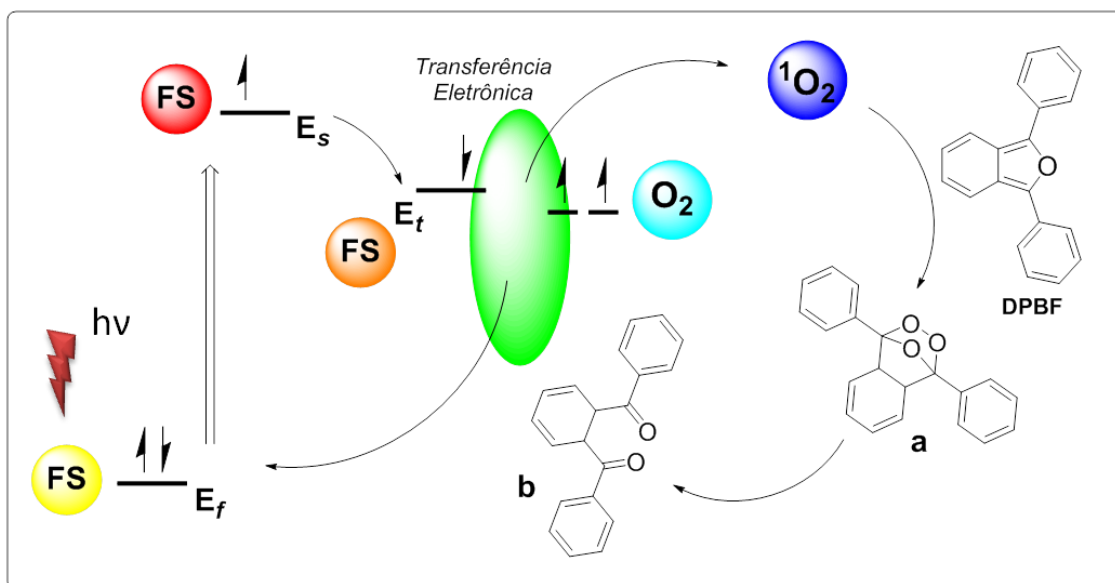 Transferência
Eletrônica
FS
Es
¹O₂
Et
FS
O₂
O
DPBF
hν
O
O
O
a
O
O
b
FS
Ef